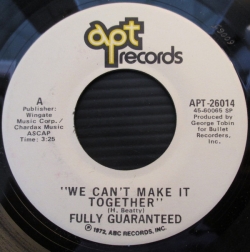 apt
records
A
Publisher:
Wingate
Music Corp. /
Chardax Music
ASCAP
Time: 3:25
APT-26014
45-60065 SP
Produced by
George Tobin
for Bullet
Recorders,
Inc.
"WE CAN'T MAKE IT
TOGETHER"
(H. Beatty)
FULLY GUARANTEED
℗ 1972, ABC RECORDS, INC.